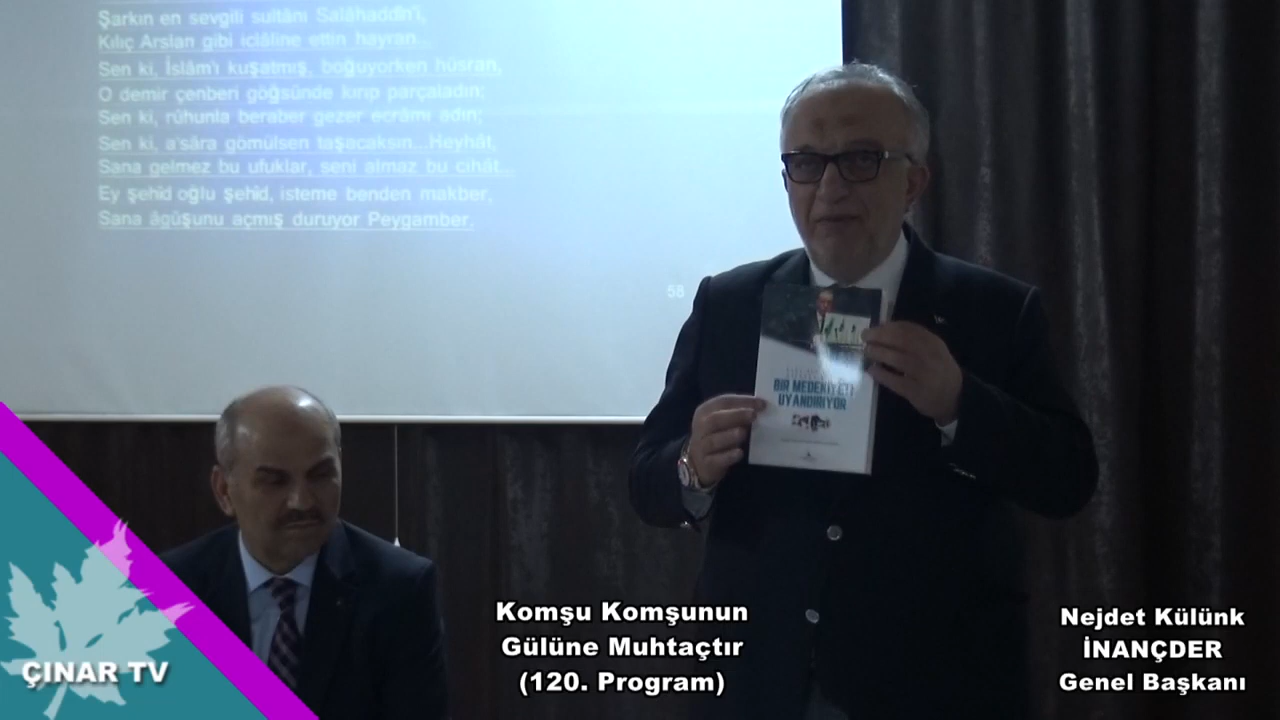 Şarkın en sevgili sultânı Salâhaddîn'i,
Kılıç Arslan gibi iclâline ettin hayran...
Sen ki, İslâm'ı kuşatmış, boğuyorken hüsran,
O demir çenberi göğsünde kırıp parçaladın;
Sen ki, rûhunla beraber gezer ecrâmı adın;
Sen ki, a'sâra gömülsen taşacaksın...Heyhât,
Sana gelmez bu ufuklar, seni almaz bu cihât...
Ey şehîd oğlu şehîd, isteme benden makber,
Sana âgûşunu açmış duruyor Peygamber.
58
BİR MEDENİYETİ
UYANDIRIYOR
ÇINAR TV
Komşu Komşunun
Gülüne Muhtaçtır
(120. Program)
Nejdet Külünk
İNANÇDER
Genel Başkanı